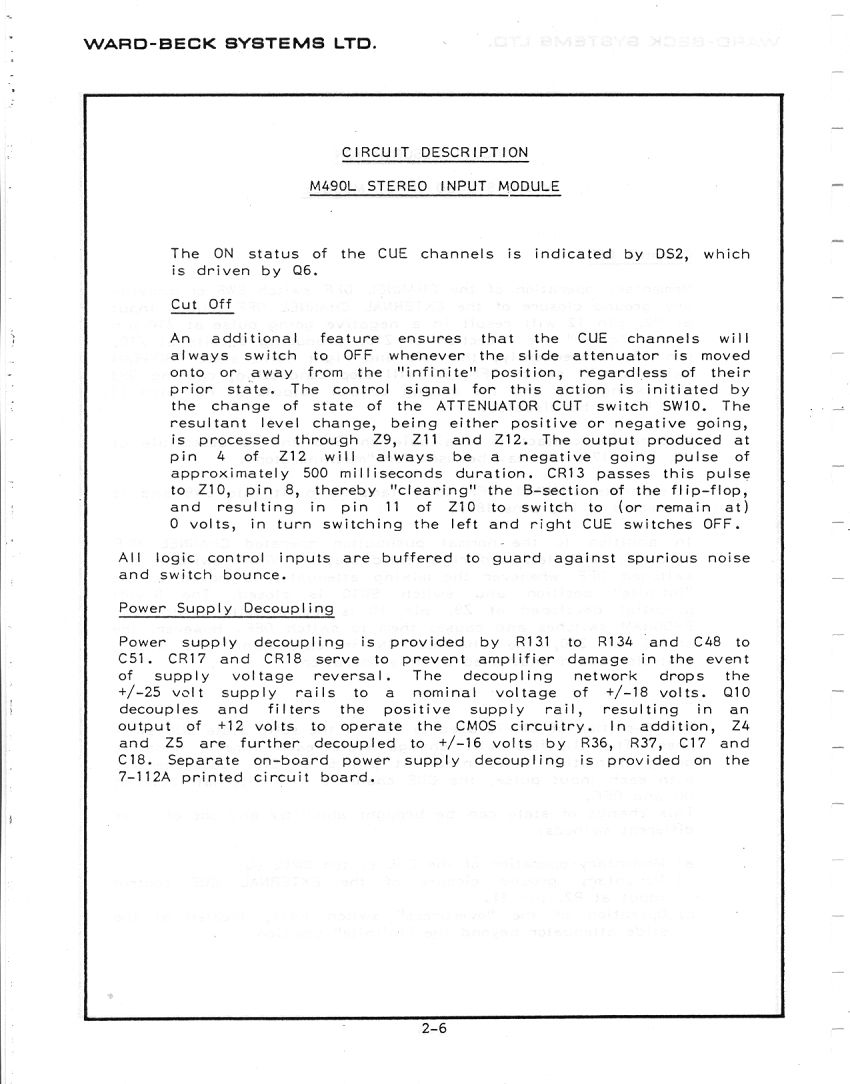 WARD-BECK SYSTEMS LTD.
CIRCUIT DESCRIPTION
M490L STEREO INPUT MODULE
The ON status of the CUE channels is indicated by DS2, which
is driven by Q6.
Cut Off
An additional feature ensures that the CUE channels will
always switch to OFF whenever the slide attenuator is moved
onto or away from the "infinite" position, regardless of their
prior state. The control signal for this action is initiated by
the change of state of the ATTENUATOR CUT switch SW10. The
resultant level change, being either positive or negative going,
is processed through Z9, Z11 and Z12. The output produced at
pin 4 of Z12 will always be a negative going pulse of
approximately 500 milliseconds duration. CR13 passes this pulse
to Z10, pin 8, thereby "clearing" the B-section of the flip-flop,
and resulting in pin 11 of Z10 to switch to (or remain at)
0 volts, in turn switching the left and right CUE switches OFF.
All logic control inputs are buffered to guard against spurious noise
and switch bounce.
Power Supply Decoupling
Power supply decoupling is provided by R131 to R134 and C48 to
C51. CR17 and CR18 serve to prevent amplifier damage in the event
of supply voltage reversal. The decoupling network drops the
+/-25 volt supply rails to a nominal voltage of +/-18 volts. Q10
decouples and filters the positive supply rail, resulting in an
output of +12 volts to operate the CMOS circuitry. In addition, Z4
and Z5 are further decoupled to +/-16 volts by R36, R37, C17 and
C18. Separate on-board power supply decoupling is provided on the
7-112A printed circuit board.
2-6